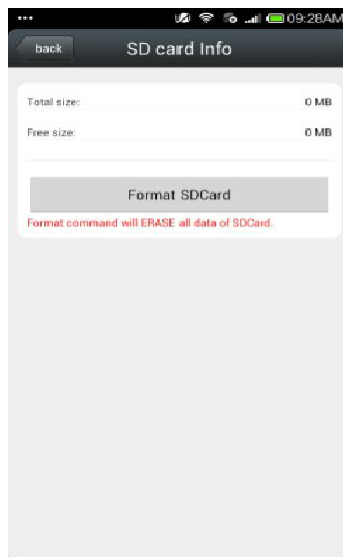 09:28AM
back SD card Info
Total size: 0 MB
Free size: 0 MB
Format SDCard
Format command will ERASE all data of SDCard.